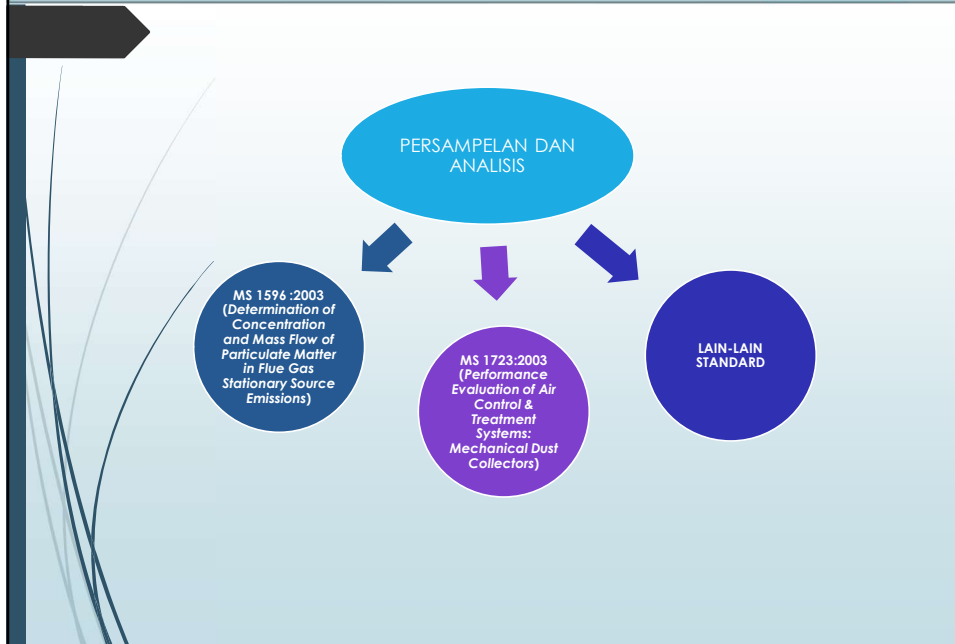 PERSAMPELAN DAN
ANALISIS
MS 1596 :2003
(Determination of
Concentration
and Mass Flow of
Particulate Matter
in Flue Gas
Stationary Source
Emissions)
MS 1723:2003
(Performance
Evaluation of Air
Control &
Treatment
Systems:
Mechanical Dust
Collectors)
LAIN-LAIN
STANDARD